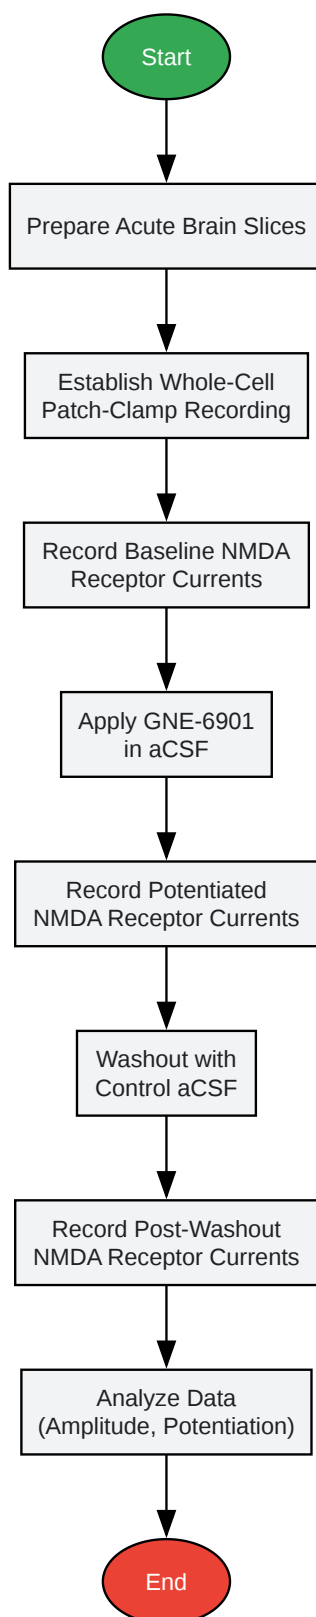 Start
Prepare Acute Brain Slices
Establish Whole-Cell
Patch-Clamp Recording
Record Baseline NMDA
Receptor Currents
Apply GNE-6901
in aCSF
Record Potentiated
NMDA Receptor Currents
Washout with
Control aCSF
Record Post-Washout
NMDA Receptor Currents
Analyze Data
(Amplitude, Potentiation)
End